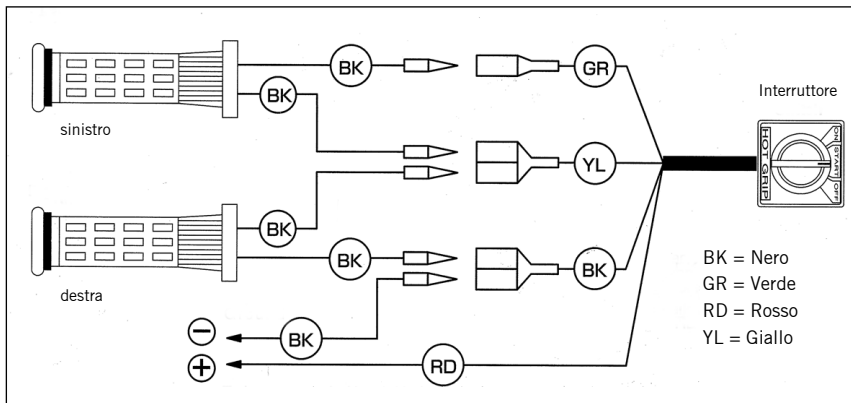 BK
GR
BK
Interruttore
sinistro
HOT GRIP
ON
START
OFF
YL
BK
BK
BK
destra
BK = Nero
GR = Verde
RD = Rosso
YL = Giallo
−
BK
+
RD